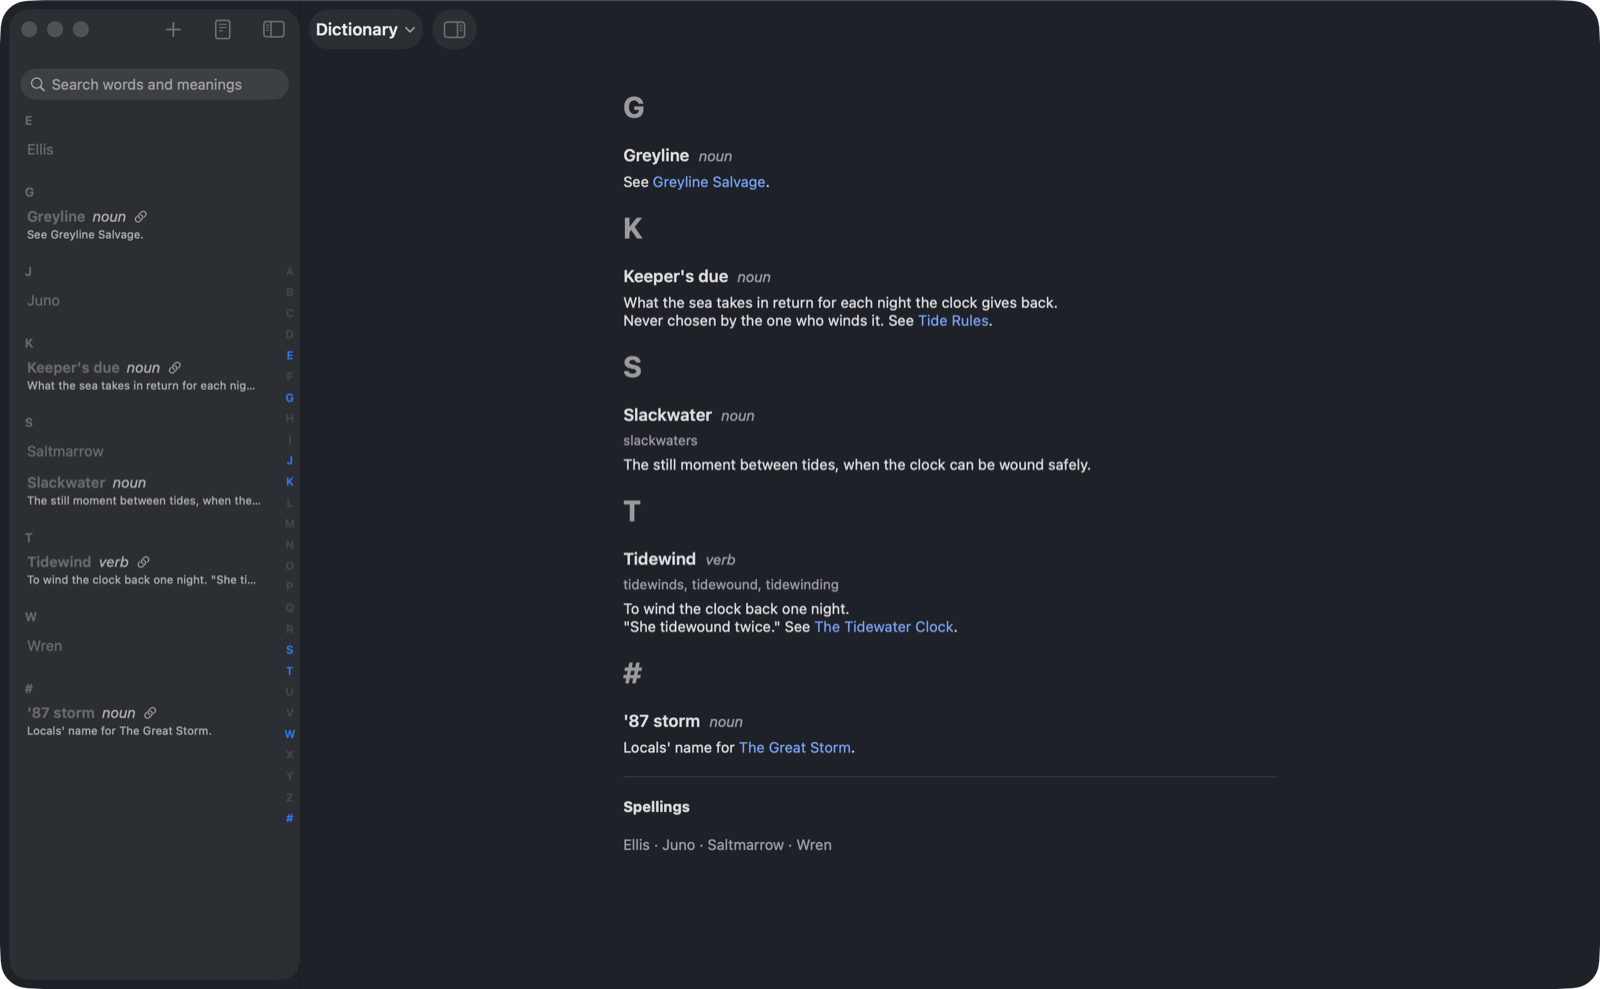 Dictionary
Search words and meanings
E
Ellis
G
Greyline noun
See Greyline Salvage.
J
Juno
K
Keeper's due noun
What the sea takes in return for each nig...
S
Saltmarrow
Slackwater noun
The still moment between tides, when the...
T
Tidewind verb
To wind the clock back one night. "She ti...
W
Wren
#
'87 storm noun
Locals' name for The Great Storm.
A
B
C
D
E
F
G
H
I
J
K
L
M
N
O
P
Q
R
S
T
U
V
W
X
Y
Z
#
G
Greyline noun
See Greyline Salvage.
K
Keeper's due noun
What the sea takes in return for each night the clock gives back.
Never chosen by the one who winds it. See Tide Rules.
S
Slackwater noun
slackwaters
The still moment between tides, when the clock can be wound safely.
T
Tidewind verb
tidewinds, tidewound, tidewinding
To wind the clock back one night.
"She tidewound twice." See The Tidewater Clock.
#
'87 storm noun
Locals' name for The Great Storm.
Spellings
Ellis · Juno · Saltmarrow · Wren